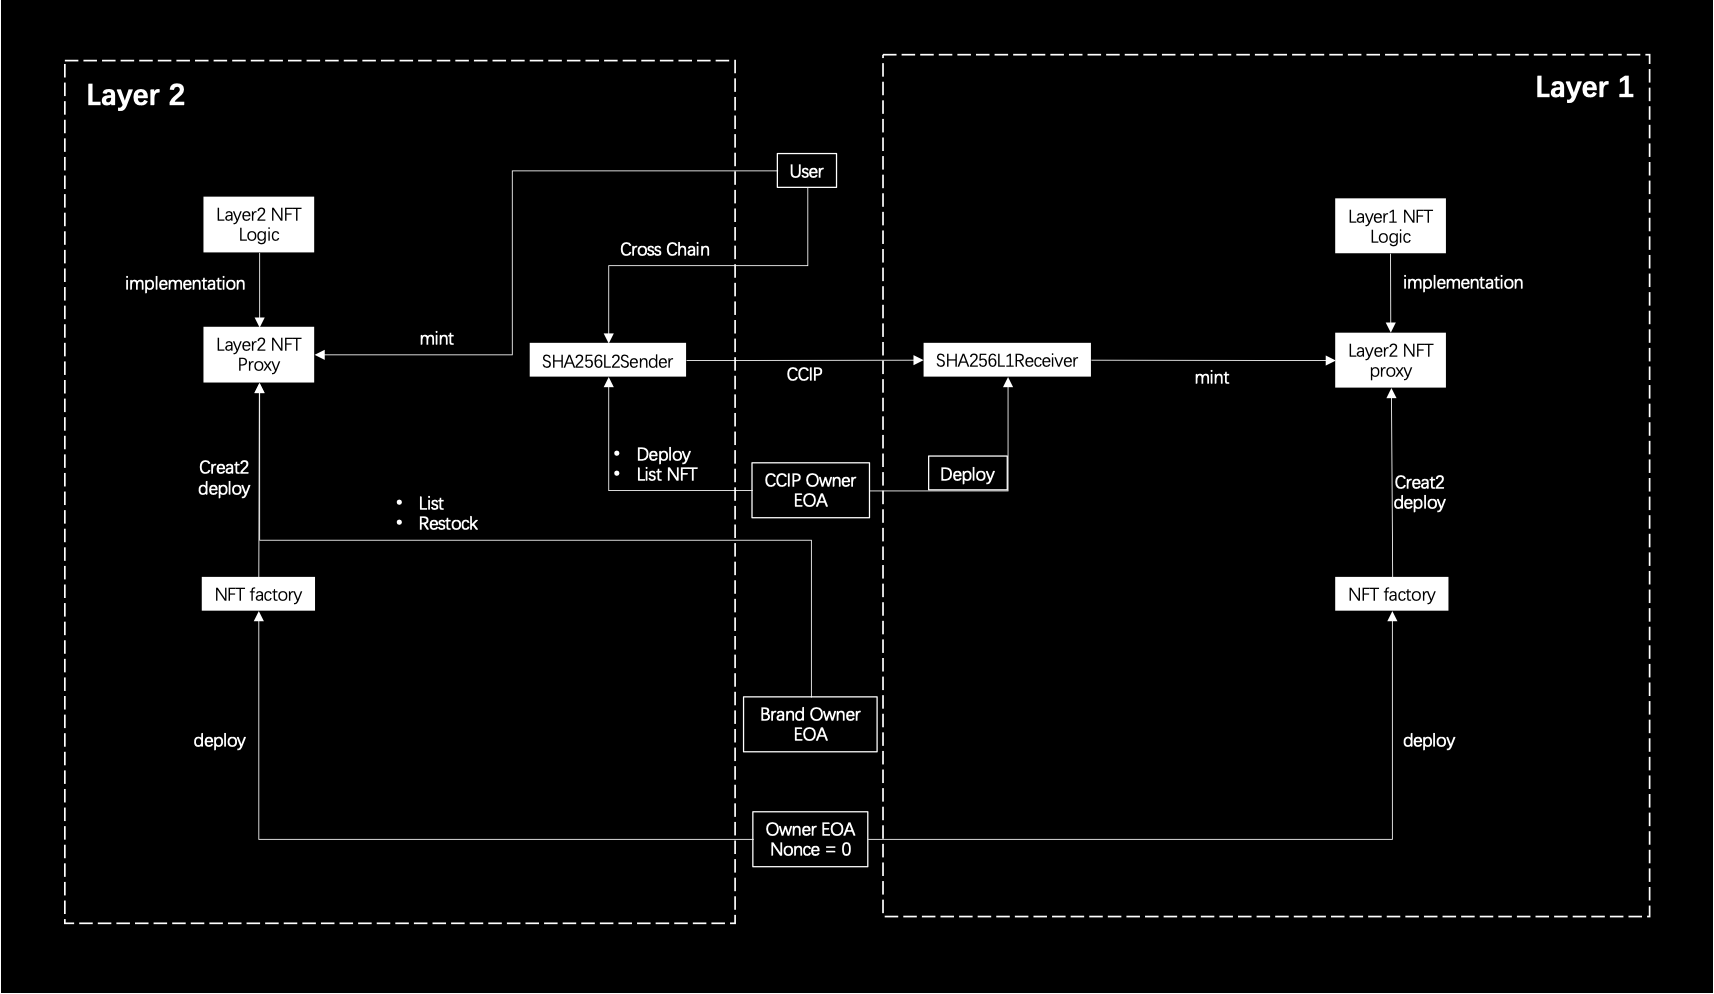 Layer 2
Layer 1
User
Layer2 NFT
Logic
Layer1 NFT
Logic
Cross Chain
implementation
implementation
Layer2 NFT
Proxy
mint
SHA256L2Sender
CCIP
SHA256L1Receiver
mint
Layer2 NFT
proxy
Creat2
deploy
• Deploy
• List NFT
CCIP Owner
EOA
Deploy
Creat2
deploy
• List
• Restock
NFT factory
NFT factory
deploy
Brand Owner
EOA
deploy
Owner EOA
Nonce = 0